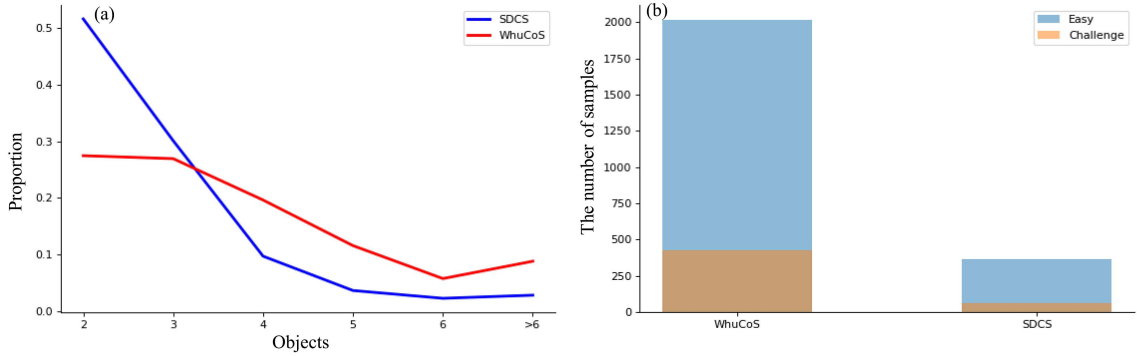 (a)
SDCS
WhuCoS
0.5
0.4
0.3
0.2
0.1
0.0
Proportion
2 3 4 5 6 >6
Objects
(b)
Easy
Challenge
2000
1750
1500
1250
1000
750
500
250
0
The number of samples
WhuCoS SDCS